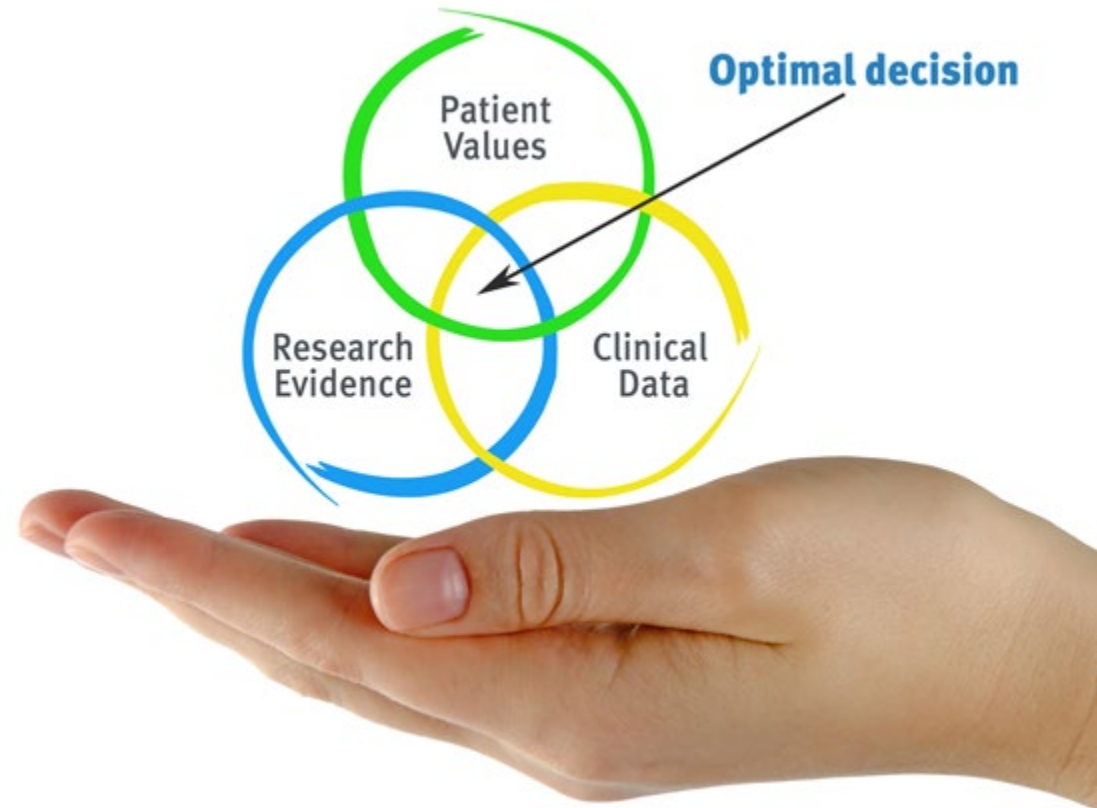 Optimal decision
Patient
Values
Research
Evidence
Clinical
Data